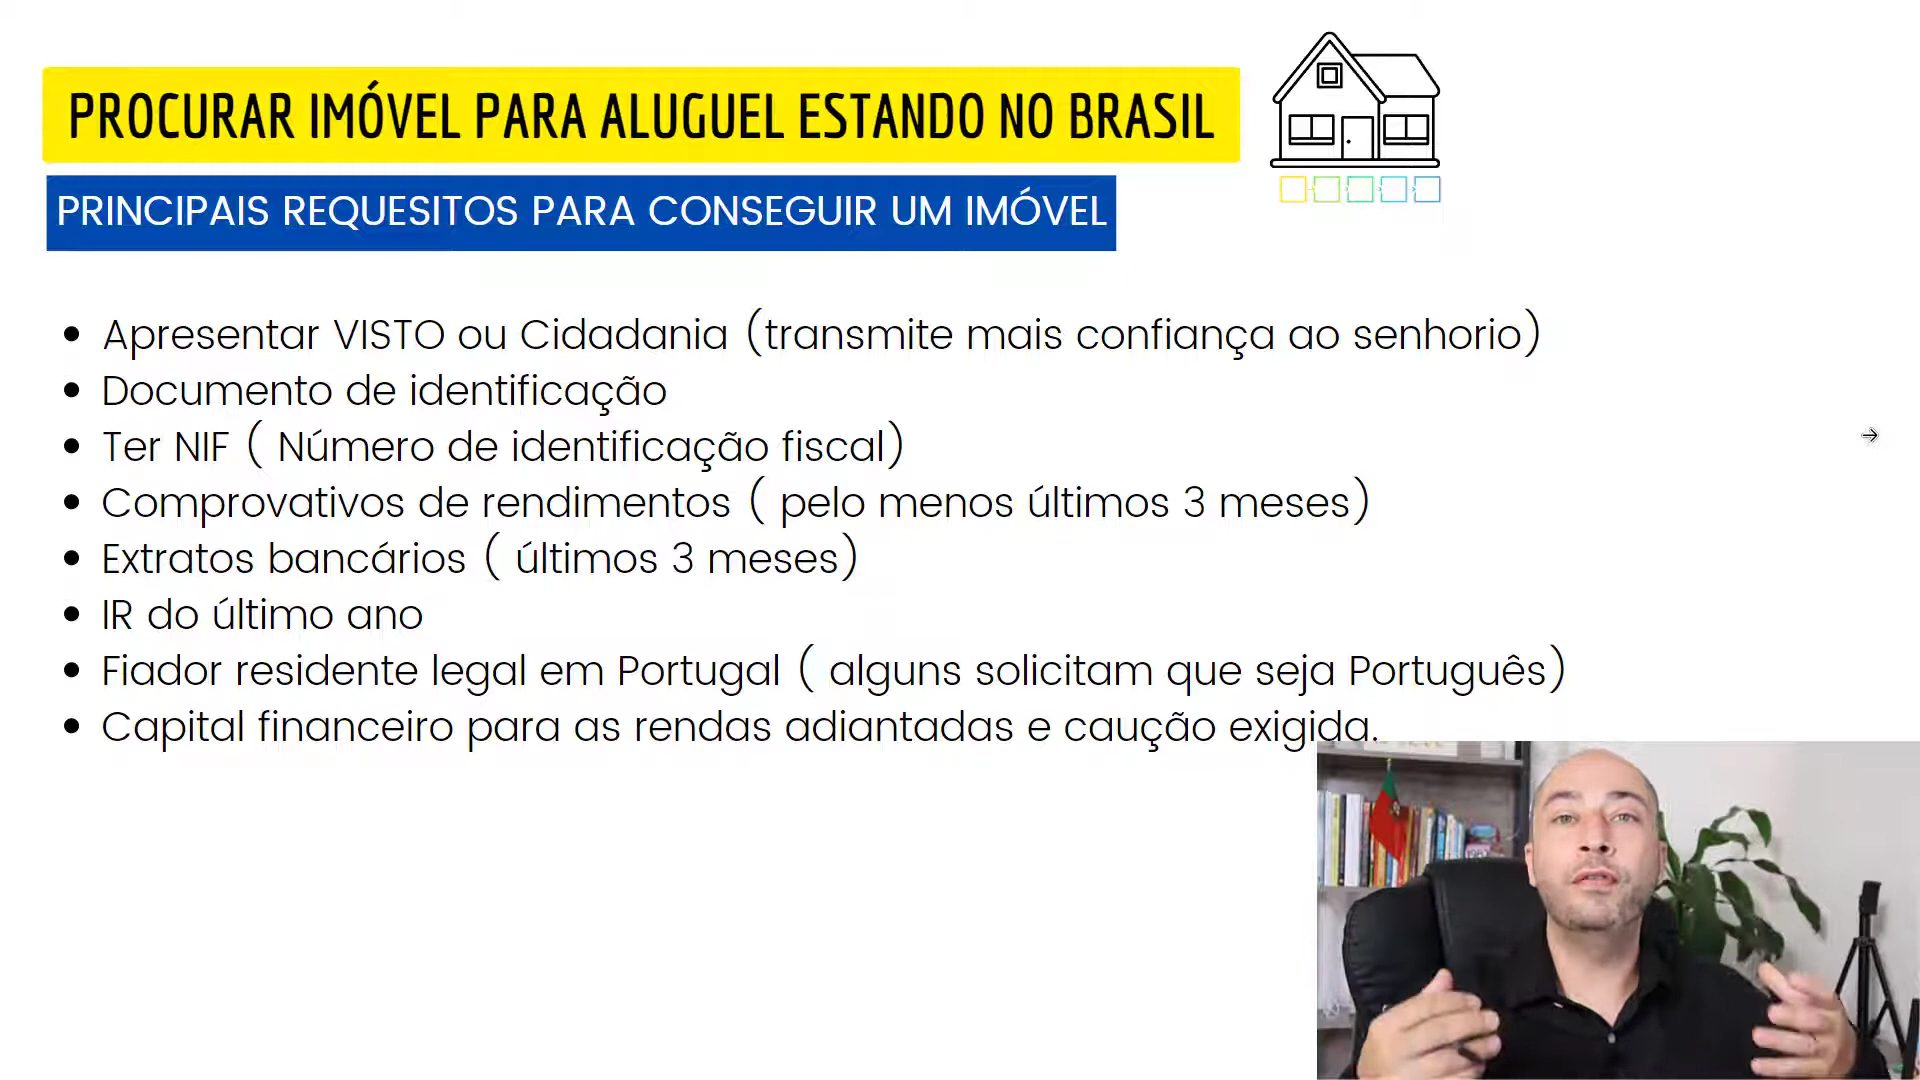 PROCURAR IMÓVEL PARA ALUGUEL ESTANDO NO BRASIL
PRINCIPAIS REQUESITOS PARA CONSEGUIR UM IMÓVEL
Apresentar VISTO ou Cidadania (transmite mais confiança ao senhorio)
Documento de identificação
Ter NIF ( Número de identificação fiscal)
Comprovativos de rendimentos ( pelo menos últimos 3 meses)
Extratos bancários ( últimos 3 meses)
IR do último ano
Fiador residente legal em Portugal ( alguns solicitam que seja Português)
Capital financeiro para as rendas adiantadas e caução exigida.